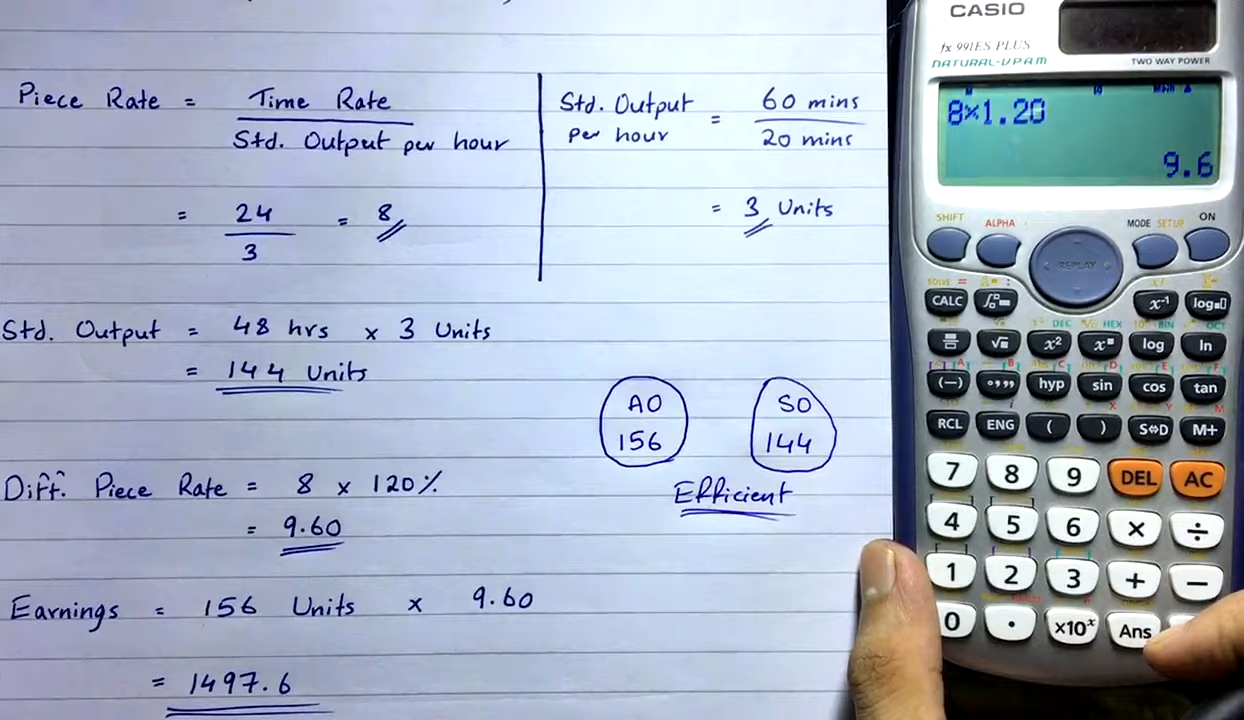 Piece Rate = Time Rate / Std. Output per hour
= 24 / 3 = 8
Std. Output per hour = 60 mins / 20 mins
= 3 Units
Std. Output = 48 hrs x 3 Units
= 144 Units
AO 156
SO 144
Efficient
Diff. Piece Rate = 8 x 120%
= 9.60
Earnings = 156 Units x 9.60
= 1497.6
CASIO
fx-991ES PLUS
NATURAL-V.P.A.M.
TWO WAY POWER
8×1.20
9.6
SHIFT ALPHA MODE SETUP ON
REPLAY
SOLVE =
CALC x⁻¹ log
√ x² log ln
(−) hyp sin cos tan
RCL ENG ( ) S⇔D M+
7 8 9 DEL AC
4 5 6 × ÷
1 2 3 + −
0 . ×10ˣ Ans